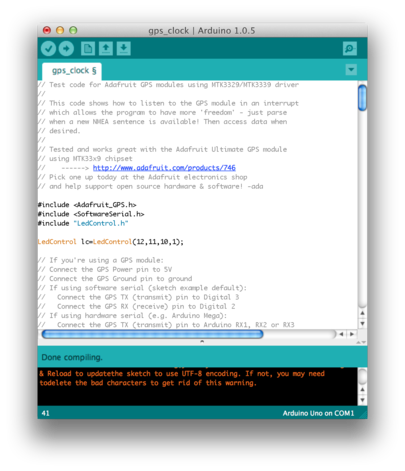 gps_clock | Arduino 1.0.5
gps_clock §
// Test code for Adafruit GPS modules using MTK3329/MTK3339 driver
//
// This code shows how to listen to the GPS module in an interrupt
// which allows the program to have more 'freedom' - just parse
// when a new NMEA sentence is available! Then access data when
// desired.
//
// Tested and works great with the Adafruit Ultimate GPS module
// using MTK33x9 chipset
//    ------> http://www.adafruit.com/products/746
// Pick one up today at the Adafruit electronics shop
// and help support open source hardware & software! -ada
#include <Adafruit_GPS.h>
#include <SoftwareSerial.h>
#include "LedControl.h"
LedControl lc=LedControl(12,11,10,1);
// If you're using a GPS module:
// Connect the GPS Power pin to 5V
// Connect the GPS Ground pin to ground
// If using software serial (sketch example default):
//   Connect the GPS TX (transmit) pin to Digital 3
//   Connect the GPS RX (receive) pin to Digital 2
// If using hardware serial (e.g. Arduino Mega):
//   Connect the GPS TX (transmit) pin to Arduino RX1, RX2 or RX3
Done compiling.
& Reload to updatethe sketch to use UTF-8 encoding. If not, you may need
todelete the bad characters to get rid of this warning.
41
Arduino Uno on COM1